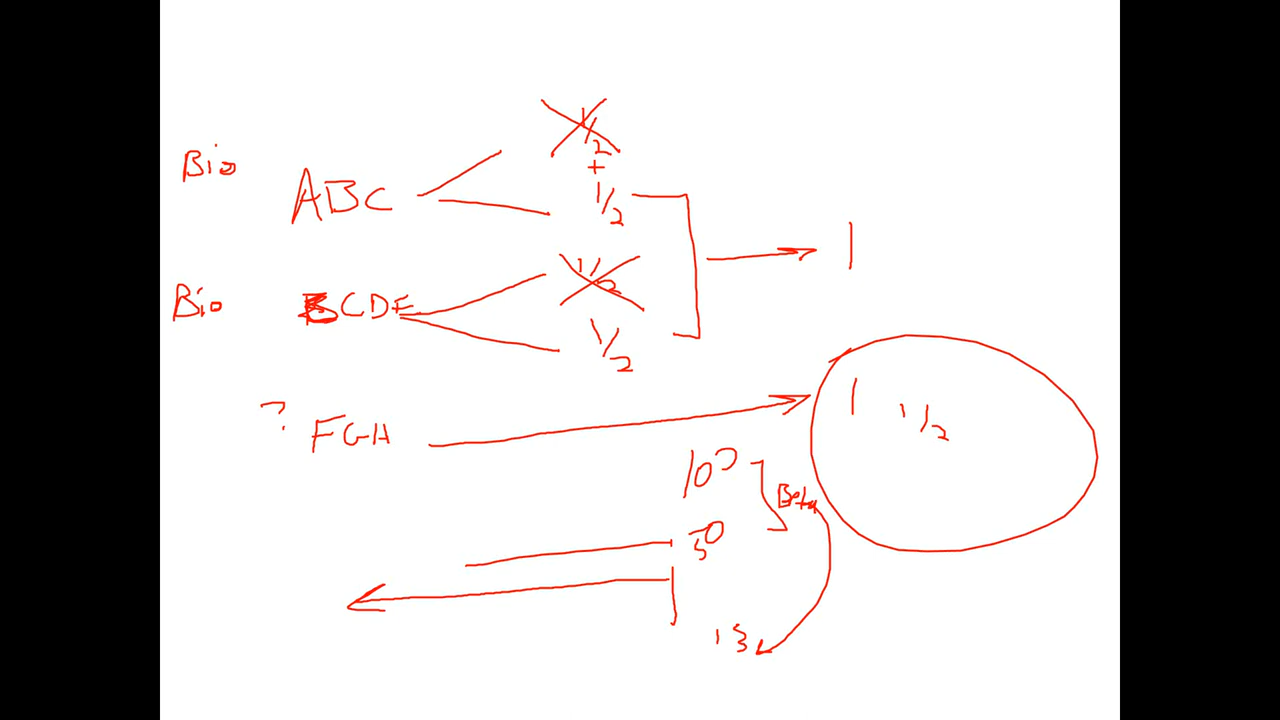 1/2
+
Bio ABC 1/2
1
1/2
Bio BCDE
1/2
? FGH 1 1/2
100
Beta
50
13